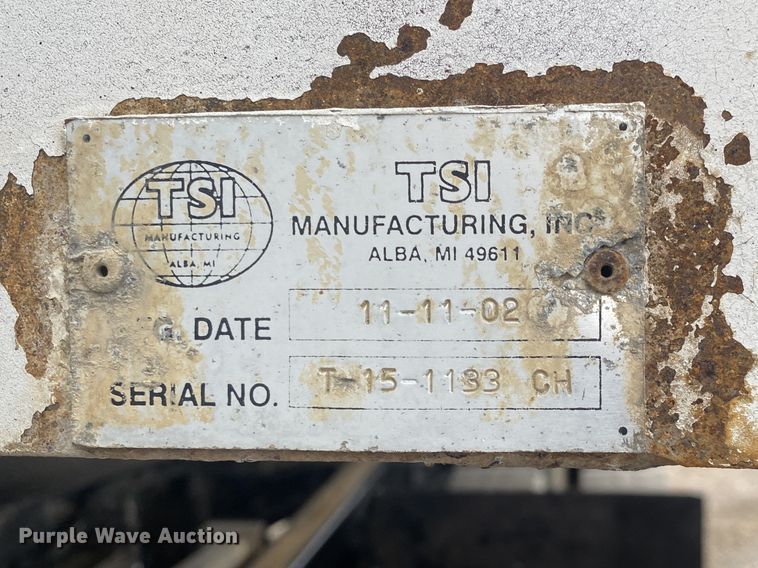 TSI
MANUFACTURING
ALBA, MI
TSI
MANUFACTURING, INC.
ALBA, MI 49611
DATE
11-11-02
SERIAL NO.
T-15-1193 CH
Purple Wave Auction